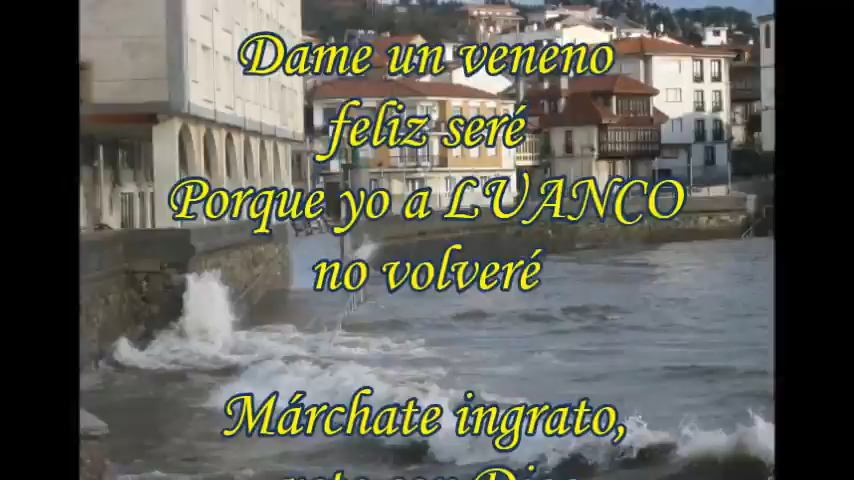 Dame un veneno
feliz seré
Porque yo a LUANCO
no volveré
Márchate ingrato,